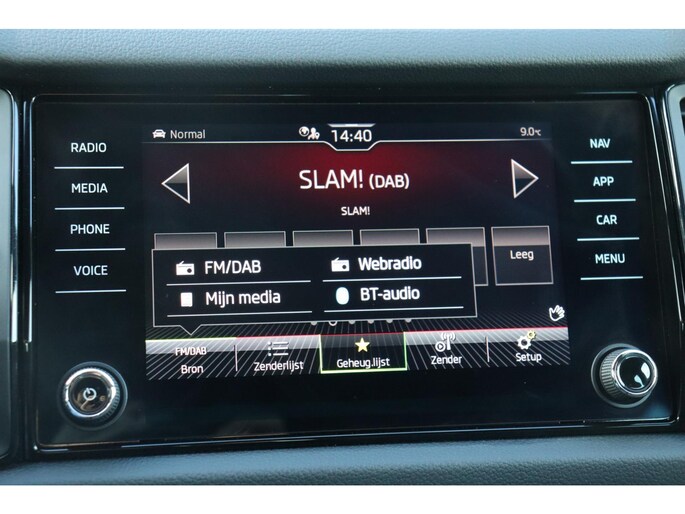 RADIO
MEDIA
PHONE
VOICE
Normal
14:40
9.0°C
SLAM! (DAB)
SLAM!
Leeg
FM/DAB
Webradio
Mijn media
BT-audio
FM/DAB
Bron
Zenderlijst
Geheug.lijst
Zender
Setup
NAV
APP
CAR
MENU